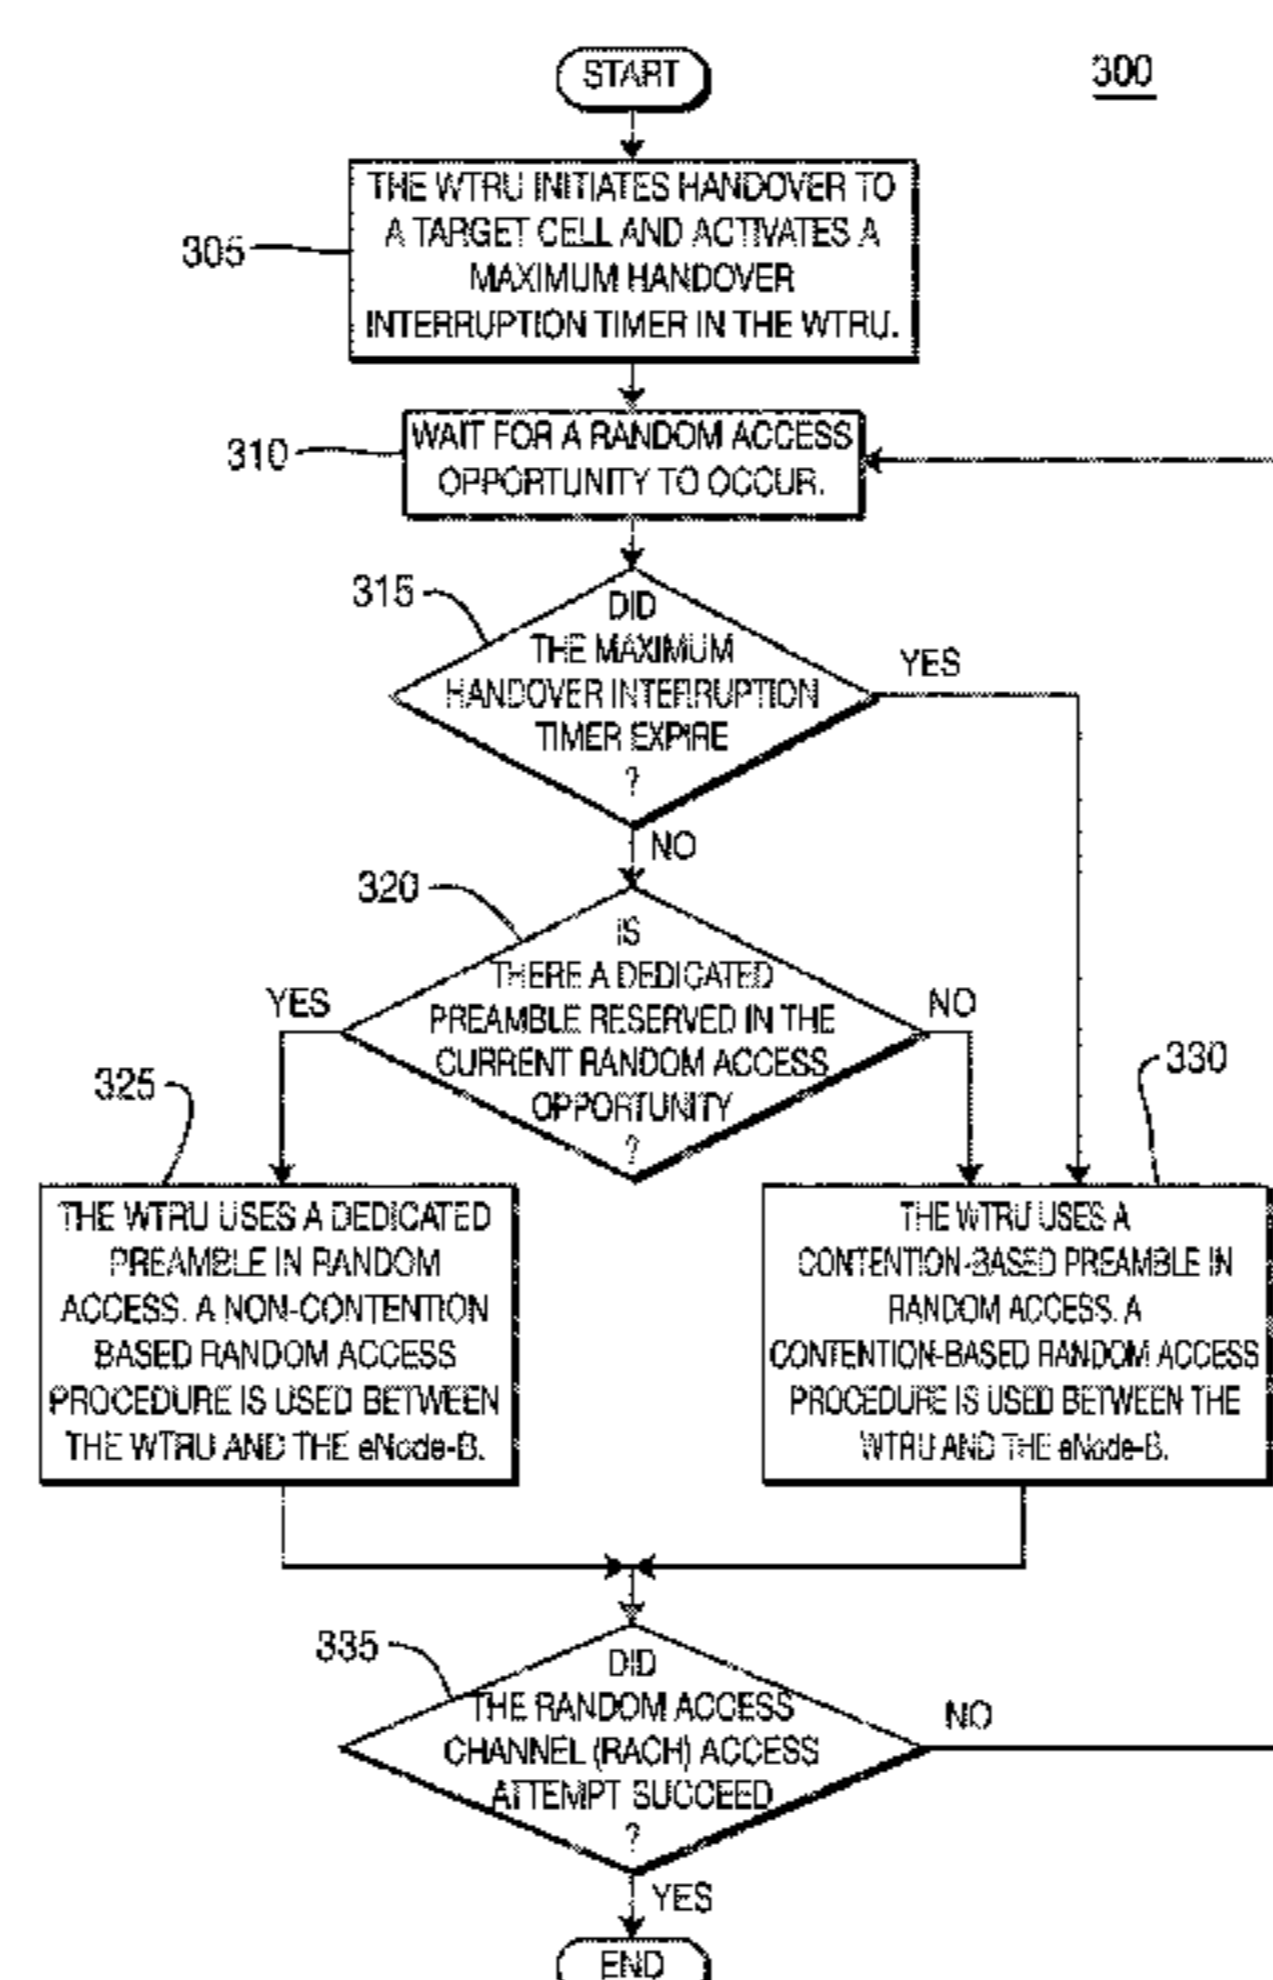 START
300
305
THE WTRU INITIATES HANDOVER TO
A TARGET CELL AND ACTIVATES A
MAXIMUM HANDOVER
INTERRUPTION TIMER IN THE WTRU.
310
WAIT FOR A RANDOM ACCESS
OPPORTUNITY TO OCCUR.
315
DID
THE MAXIMUM
HANDOVER INTERRUPTION
TIMER EXPIRE
?
YES
NO
320
IS
THERE A DEDICATED
PREAMBLE RESERVED IN THE
CURRENT RANDOM ACCESS
OPPORTUNITY
?
YES
NO
325
THE WTRU USES A DEDICATED
PREAMBLE IN RANDOM
ACCESS. A NON-CONTENTION
BASED RANDOM ACCESS
PROCEDURE IS USED BETWEEN
THE WTRU AND THE eNode-B.
330
THE WTRU USES A
CONTENTION-BASED PREAMBLE IN
RANDOM ACCESS. A
CONTENTION-BASED RANDOM ACCESS
PROCEDURE IS USED BETWEEN THE
WTRU AND THE eNode-B.
335
DID
THE RANDOM ACCESS
CHANNEL (RACH) ACCESS
ATTEMPT SUCCEED
?
NO
YES
END